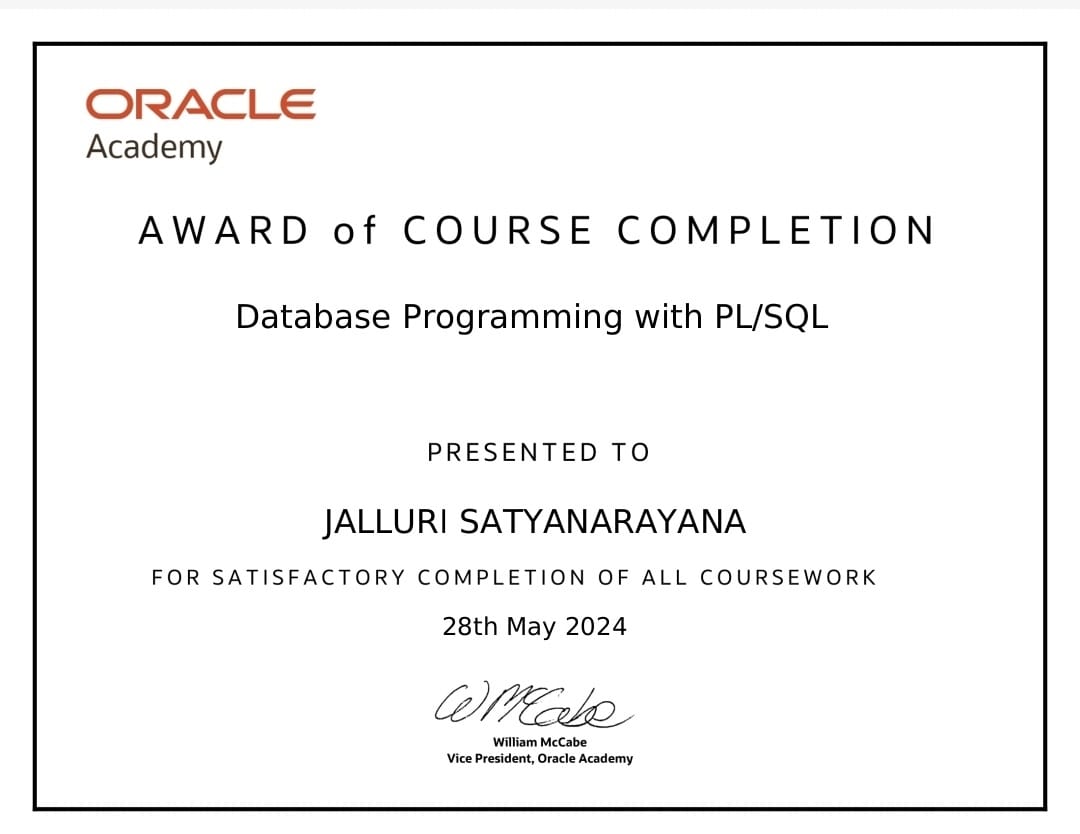 ORACLE
Academy
AWARD of COURSE COMPLETION
Database Programming with PL/SQL
PRESENTED TO
JALLURI SATYANARAYANA
FOR SATISFACTORY COMPLETION OF ALL COURSEWORK
28th May 2024
WMcCabe
William McCabe
Vice President, Oracle Academy